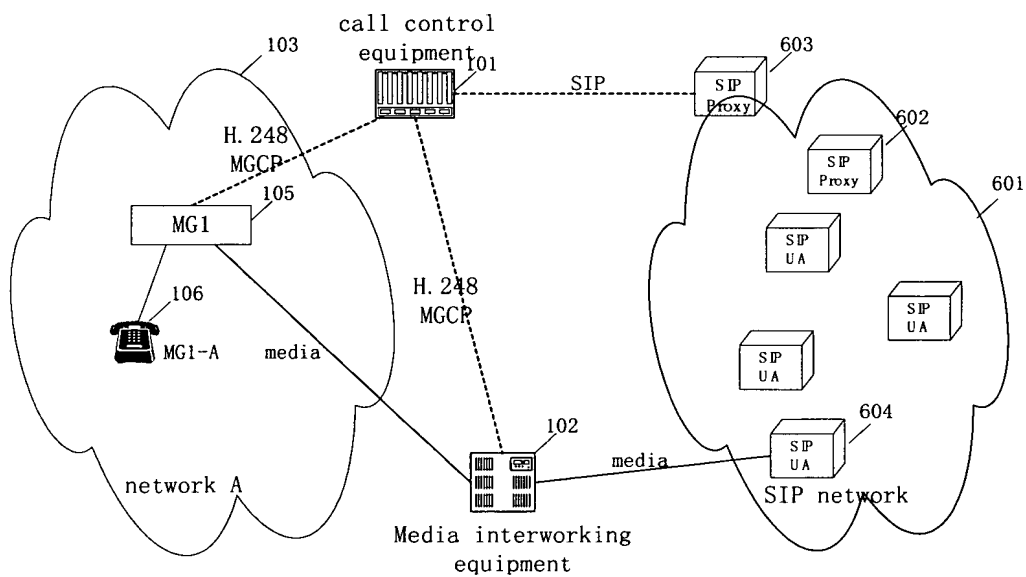 call control
equipment
103
101
SIP
603
SIP
Proxy
602
SIP
Proxy
601
H.248
MGCP
105
MG1
SIP
UA
106
H.248
MGCP
SIP
UA
MG1-A
media
SIP
UA
604
102
media
SIP
UA
network A
SIP network
Media interworking
equipment